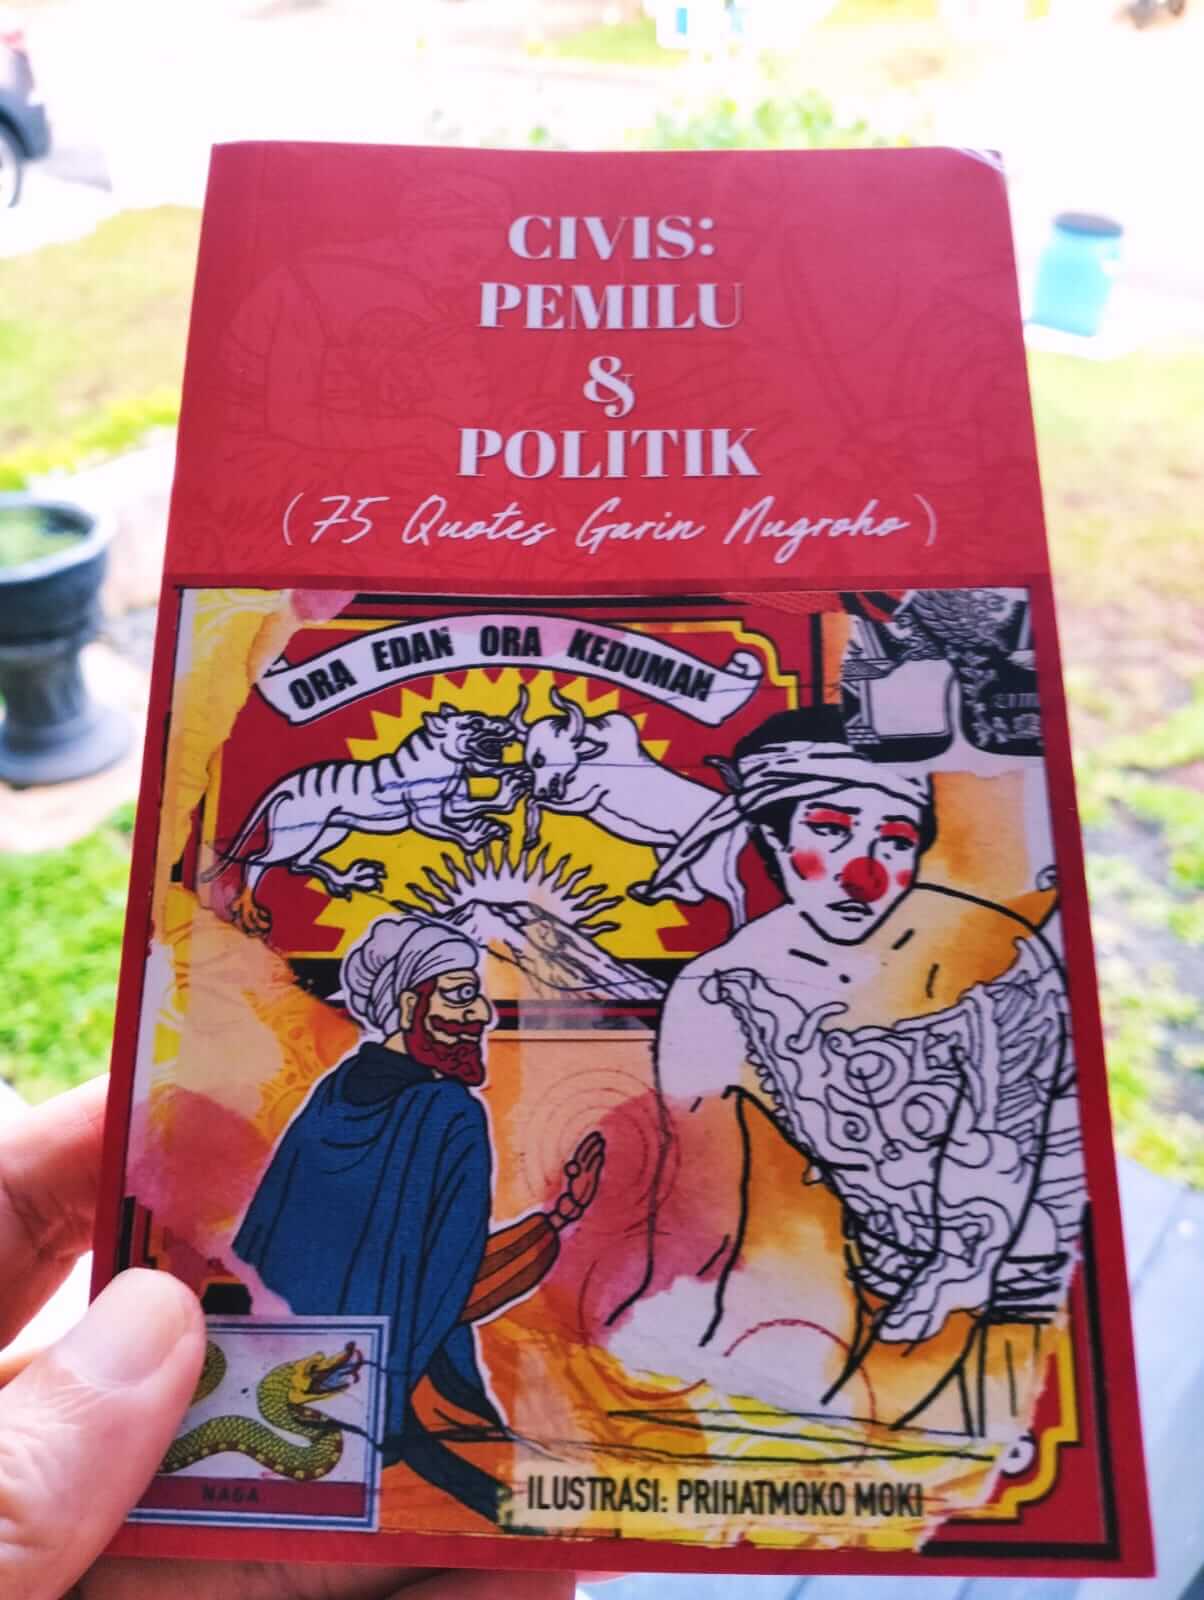 CIVIS:
PEMILU
&
POLITIK
(75 Quotes Garin Nugroho)
ORA EDAN ORA KEDUMAN
NAGA
ILUSTRASI: PRIHATMOKO MOKI